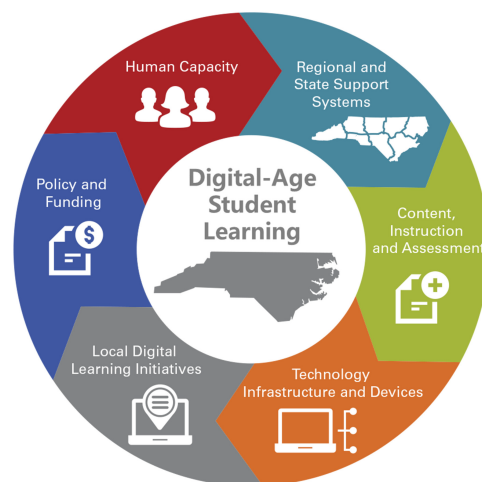 Human Capacity
Regional and
State Support
Systems
Content,
Instruction
and Assessment
Technology
Infrastructure and Devices
Local Digital
Learning Initiatives
Policy and
Funding
$
Digital-Age
Student
Learning